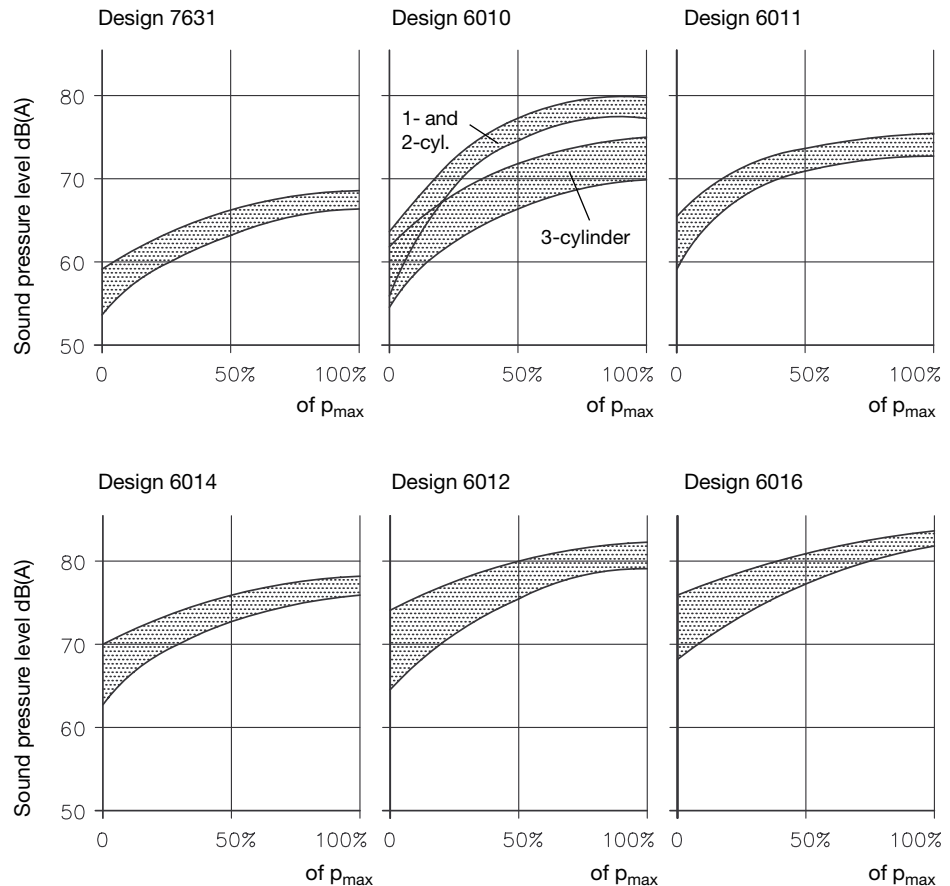 Design 7631
Design 6010
Design 6011
Sound pressure level dB(A)
80
70
60
50
1- and
2-cyl.
3-cylinder
0 50% 100%
of pmax
0 50% 100%
of pmax
0 50% 100%
of pmax
Design 6014
Design 6012
Design 6016
Sound pressure level dB(A)
80
70
60
50
0 50% 100%
of pmax
0 50% 100%
of pmax
0 50% 100%
of pmax